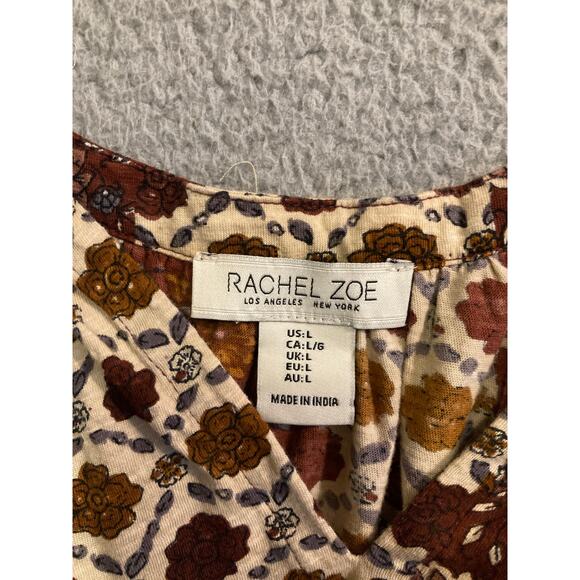 RACHEL ZOE
LOS ANGELES NEW YORK
US:L
CA:L/G
UK:L
EU:L
AU:L
MADE IN INDIA